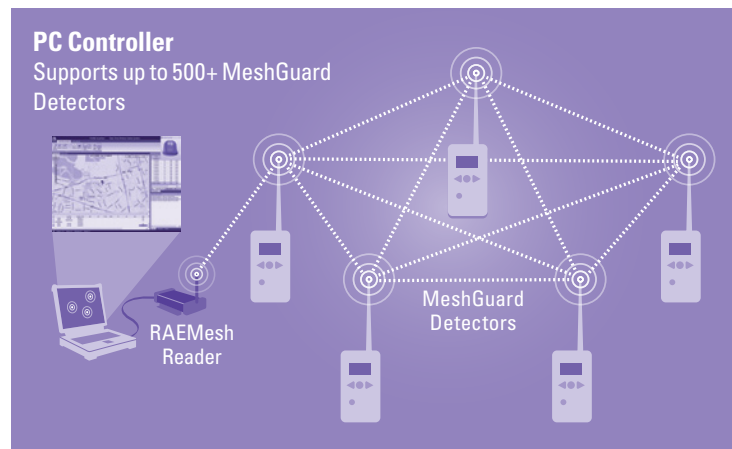 PC Controller
Supports up to 500+ MeshGuard
Detectors
MeshGuard
Detectors
RAEMesh
Reader